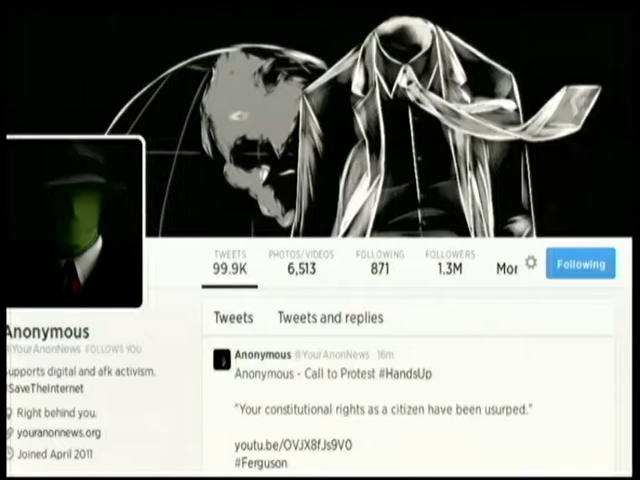 TWEETS PHOTOS/VIDEOS FOLLOWING FOLLOWERS
99.9K 6,513 871 1.3M Mor Following
Anonymous
@YourAnonNews FOLLOWS YOU
upports digital and afk activism.
#SaveTheInternet
Right behind you.
youranonnews.org
Joined April 2011
Tweets Tweets and replies
Anonymous @YourAnonNews · 16m
Anonymous - Call to Protest #HandsUp
"Your constitutional rights as a citizen have been usurped."
youtu.be/OVJX8fJs9V0
#Ferguson